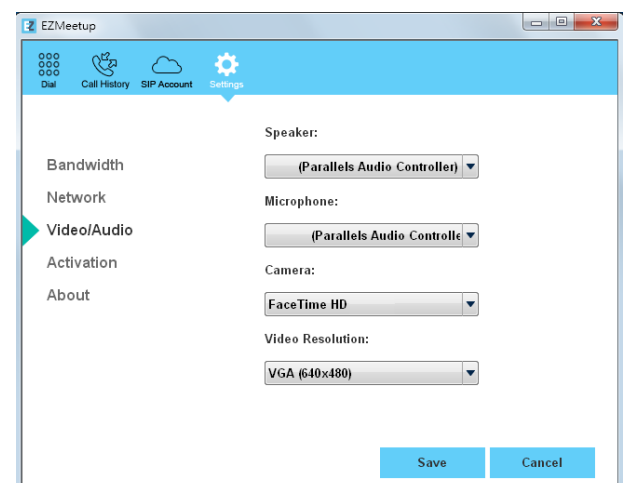 EZMeetup
Dial Call History SIP Account Settings
Speaker:
(Parallels Audio Controller)
Bandwidth
Network
Video/Audio
Activation
About
Microphone:
(Parallels Audio Controlle
Camera:
FaceTime HD
Video Resolution:
VGA (640x480)
Save Cancel